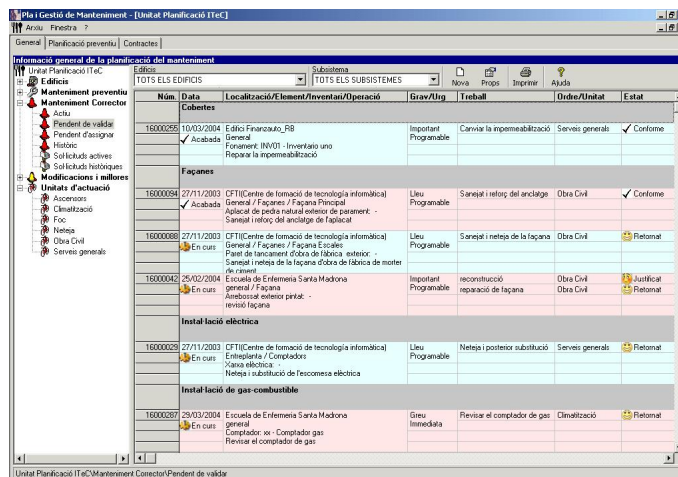 Pla i Gestió de Manteniment - [Unitat Planificació ITeC]
Arxiu Finestra ?
General Planificació preventiu Contractes
Informació general de la planificació del manteniment
Unitat Planificació ITeC
Edificis
Manteniment preventiu
Manteniment Corrector
Actiu
Pendent de validar
Pendent d'assignar
Històric
Sol·licituds actives
Sol·licituds històriques
Modificacions i millores
Unitats d'actuació
Ascensors
Climatització
Foc
Neteja
Obra Civil
Serveis generals
Edificis Subsistema
TOTS ELS EDIFICIS TOTS ELS SUBSISTEMES Nova Props Imprimir Ajuda
Núm. Data Localització/Element/Inventari/Operació Grav/Urg Treball Ordre/Unitat Estat
Cobertes
16000255 10/03/2004 Edifici Finanzauto_RB Important Canviar la impermeabilització Serveis generals Conforme
Acabada General Programable
Fonament: INV01 - Inventario uno
Reparar la impermeabilització
Façanes
16000094 27/11/2003 CFTI(Centre de formació de tecnología informàtica) Lleu Sanejat i reforç del anclatge Obra Civil Conforme
Acabada General / Façanes / Façana Principal Programable
Aplacat de pedra natural exterior de parament: -
Sanejat i reforç del anclatge de l'aplacat
16000088 27/11/2003 CFTI(Centre de formació de tecnología informàtica) Lleu Sanejat i neteja de la façana Obra Civil Retornat
En curs General / Façanes / Façana Escales Programable
Paret de tancament d'obra de fàbrica exterior: -
Sanejat i neteja de la façana d'obra de fàbrica de morter
de ciment
16000042 25/02/2004 Escuela de Enfermeria Santa Madrona Important reconstrucció Obra Civil Justificat
En curs general / Façana Programable reparació de façana Obra Civil Retornat
Arrebossat exterior pintat: -
revisió façana
Instal·lació elèctrica
16000029 27/11/2003 CFTI(Centre de formació de tecnología informàtica) Lleu Neteja i posterior substitució Serveis generals Retornat
En curs Entreplanta / Comptadors Programable
Xarxa elèctrica: -
Neteja i substitució de l'escomesa elèctrica
Instal·lació de gas-combustible
16000287 29/03/2004 Escuela de Enfermeria Santa Madrona Greu Revisar el comptador de gas Climatització Retornat
En curs general Immediata
Comptador: xx - Comptador gas
Revisar el comptador de gas
Unitat Planificació ITeC\Manteniment Corrector\Pendent de validar